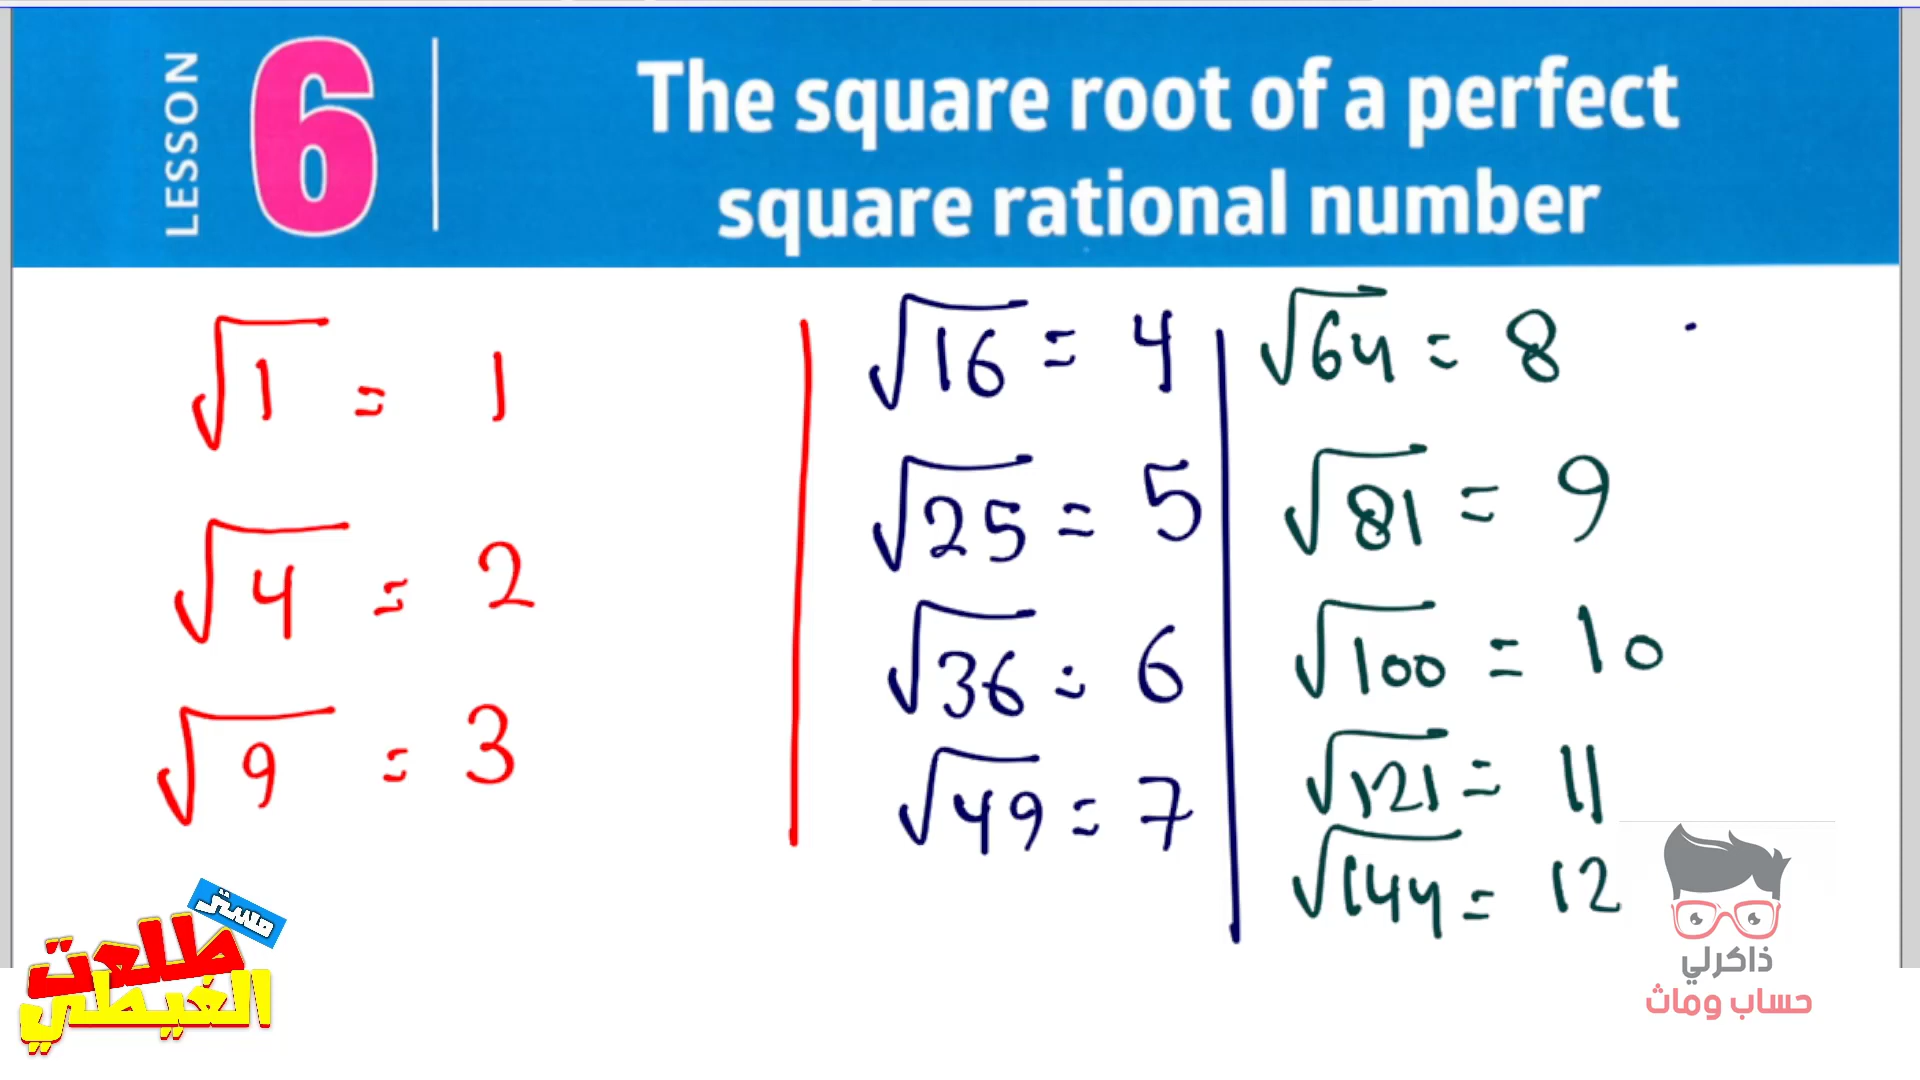 LESSON 6
The square root of a perfect
square rational number
√1 = 1
√4 = 2
√9 = 3
√16 = 4
√25 = 5
√36 = 6
√49 = 7
√64 = 8
√81 = 9
√100 = 10
√121 = 11
√144 = 12
مستر
طلعت
الغيطي
ذاكرلي
حساب وماث